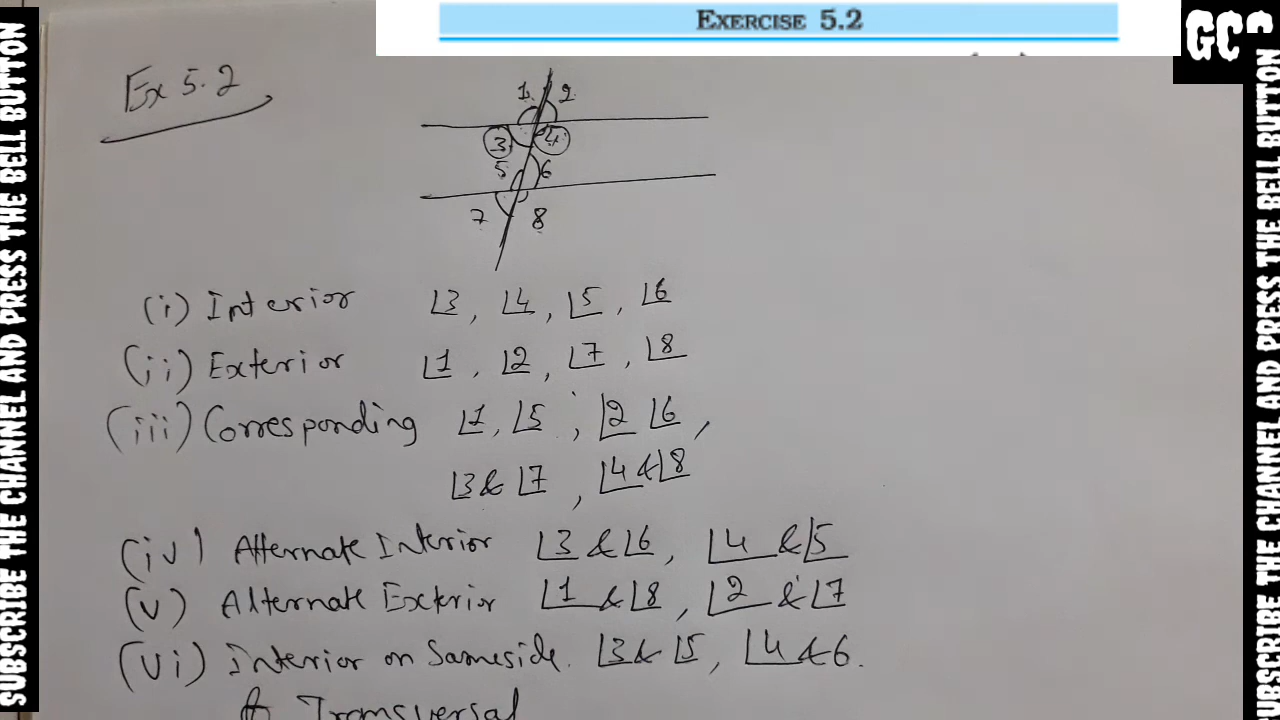 EXERCISE 5.2
GCC
SUBSCRIBE THE CHANNEL AND PRESS THE BELL BUTTON
SUBSCRIBE THE CHANNEL AND PRESS THE BELL BUTTON
Ex 5.2
1 2
3 4
5 6
7 8
(i) Interior ∠3, ∠4, ∠5, ∠6
(ii) Exterior ∠1, ∠2, ∠7, ∠8
(iii) Corresponding ∠1, ∠5 ; ∠2 ∠6,
∠3 & ∠7, ∠4 & ∠8
(iv) Alternate Interior ∠3 & ∠6, ∠4 & ∠5
(v) Alternate Exterior ∠1 & ∠8, ∠2 & ∠7
(vi) Interior on Sameside. ∠3 & ∠5, ∠4 & 6.
Transversal